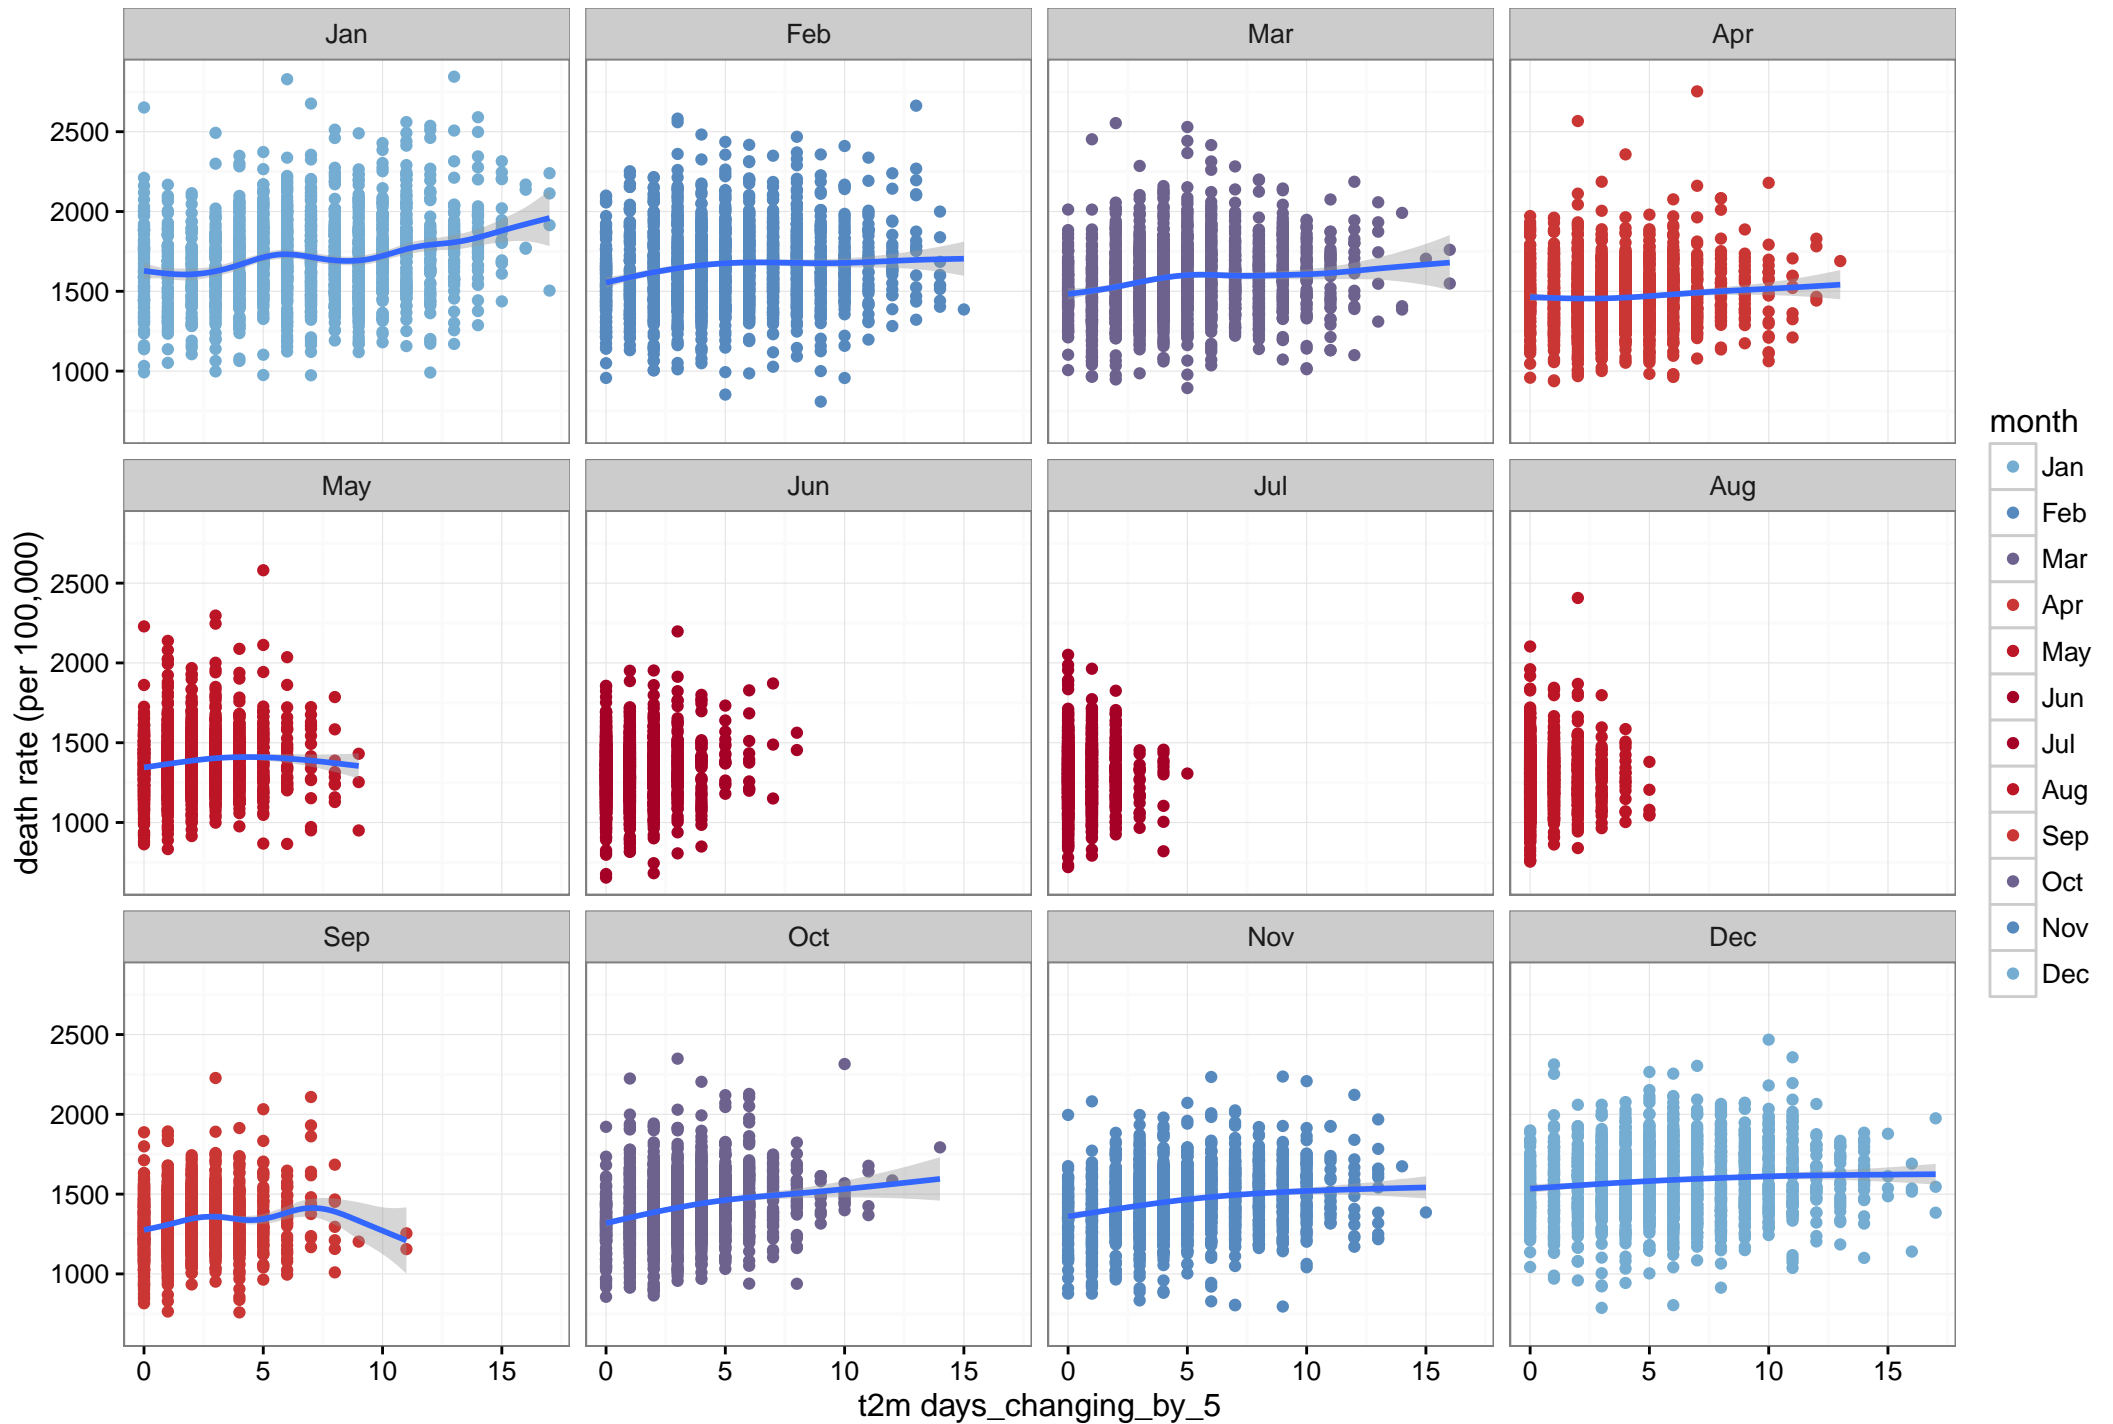 Jan Feb Mar Apr
2500
2000
1500
1000
May Jun Jul Aug
2500
2000
1500
1000
Sep Oct Nov Dec
2500
2000
1500
1000
0 5 10 15 0 5 10 15 0 5 10 15 0 5 10 15
t2m days_changing_by_5
death rate (per 100,000)
month
Jan
Feb
Mar
Apr
May
Jun
Jul
Aug
Sep
Oct
Nov
Dec